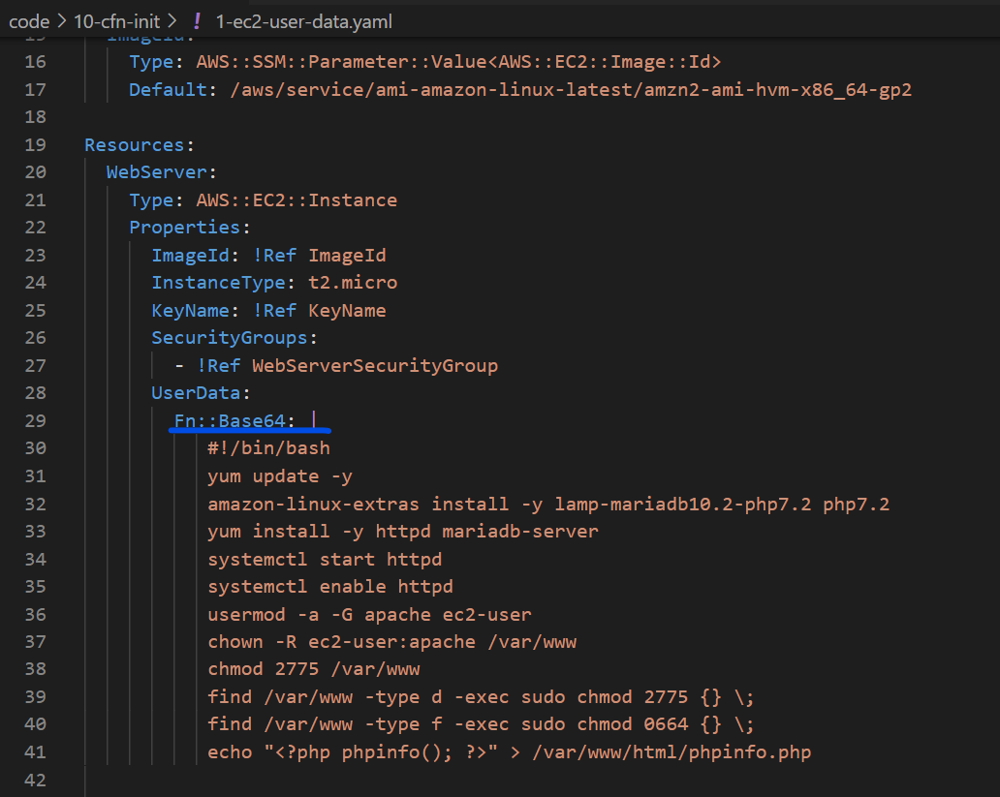 code > 10-cfn-init > ! 1-ec2-user-data.yaml
15 ImageId:
16 Type: AWS::SSM::Parameter::Value<AWS::EC2::Image::Id>
17 Default: /aws/service/ami-amazon-linux-latest/amzn2-ami-hvm-x86_64-gp2
18
19 Resources:
20 WebServer:
21 Type: AWS::EC2::Instance
22 Properties:
23 ImageId: !Ref ImageId
24 InstanceType: t2.micro
25 KeyName: !Ref KeyName
26 SecurityGroups:
27 - !Ref WebServerSecurityGroup
28 UserData:
29 Fn::Base64: |
30 #!/bin/bash
31 yum update -y
32 amazon-linux-extras install -y lamp-mariadb10.2-php7.2 php7.2
33 yum install -y httpd mariadb-server
34 systemctl start httpd
35 systemctl enable httpd
36 usermod -a -G apache ec2-user
37 chown -R ec2-user:apache /var/www
38 chmod 2775 /var/www
39 find /var/www -type d -exec sudo chmod 2775 {} \;
40 find /var/www -type f -exec sudo chmod 0664 {} \;
41 echo "<?php phpinfo(); ?>" > /var/www/html/phpinfo.php
42